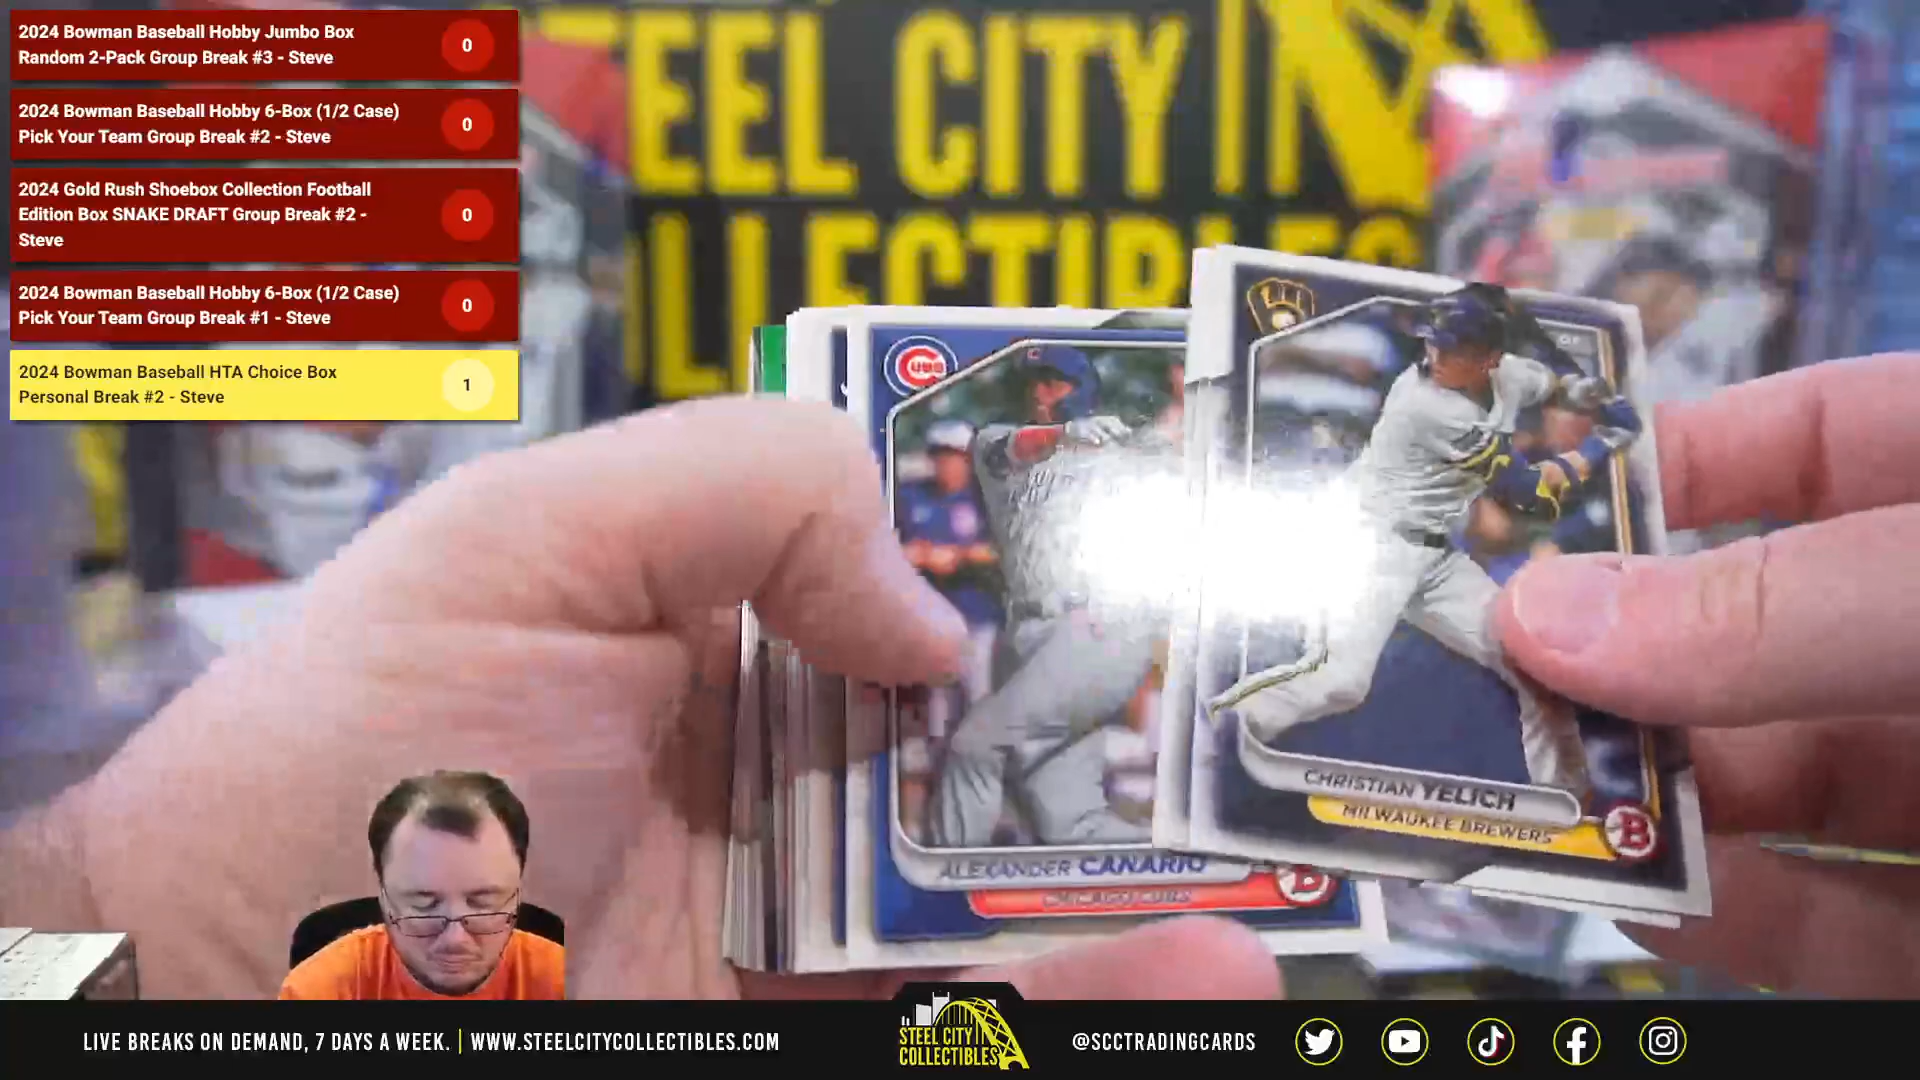 2024 Bowman Baseball Hobby Jumbo Box
Random 2-Pack Group Break #3 - Steve
0
2024 Bowman Baseball Hobby 6-Box (1/2 Case)
Pick Your Team Group Break #2 - Steve
0
2024 Gold Rush Shoebox Collection Football
Edition Box SNAKE DRAFT Group Break #2 -
Steve
0
2024 Bowman Baseball Hobby 6-Box (1/2 Case)
Pick Your Team Group Break #1 - Steve
0
2024 Bowman Baseball HTA Choice Box
Personal Break #2 - Steve
1
EEL CITY
LLECTIBLES
CUBS
ALEXANDER CANARIO
CHICAGO CUBS
B
CHRISTIAN YELICH
MILWAUKEE BREWERS
B
LIVE BREAKS ON DEMAND, 7 DAYS A WEEK. | WWW.STEELCITYCOLLECTIBLES.COM
STEEL CITY
COLLECTIBLES
@SCCTRADINGCARDS